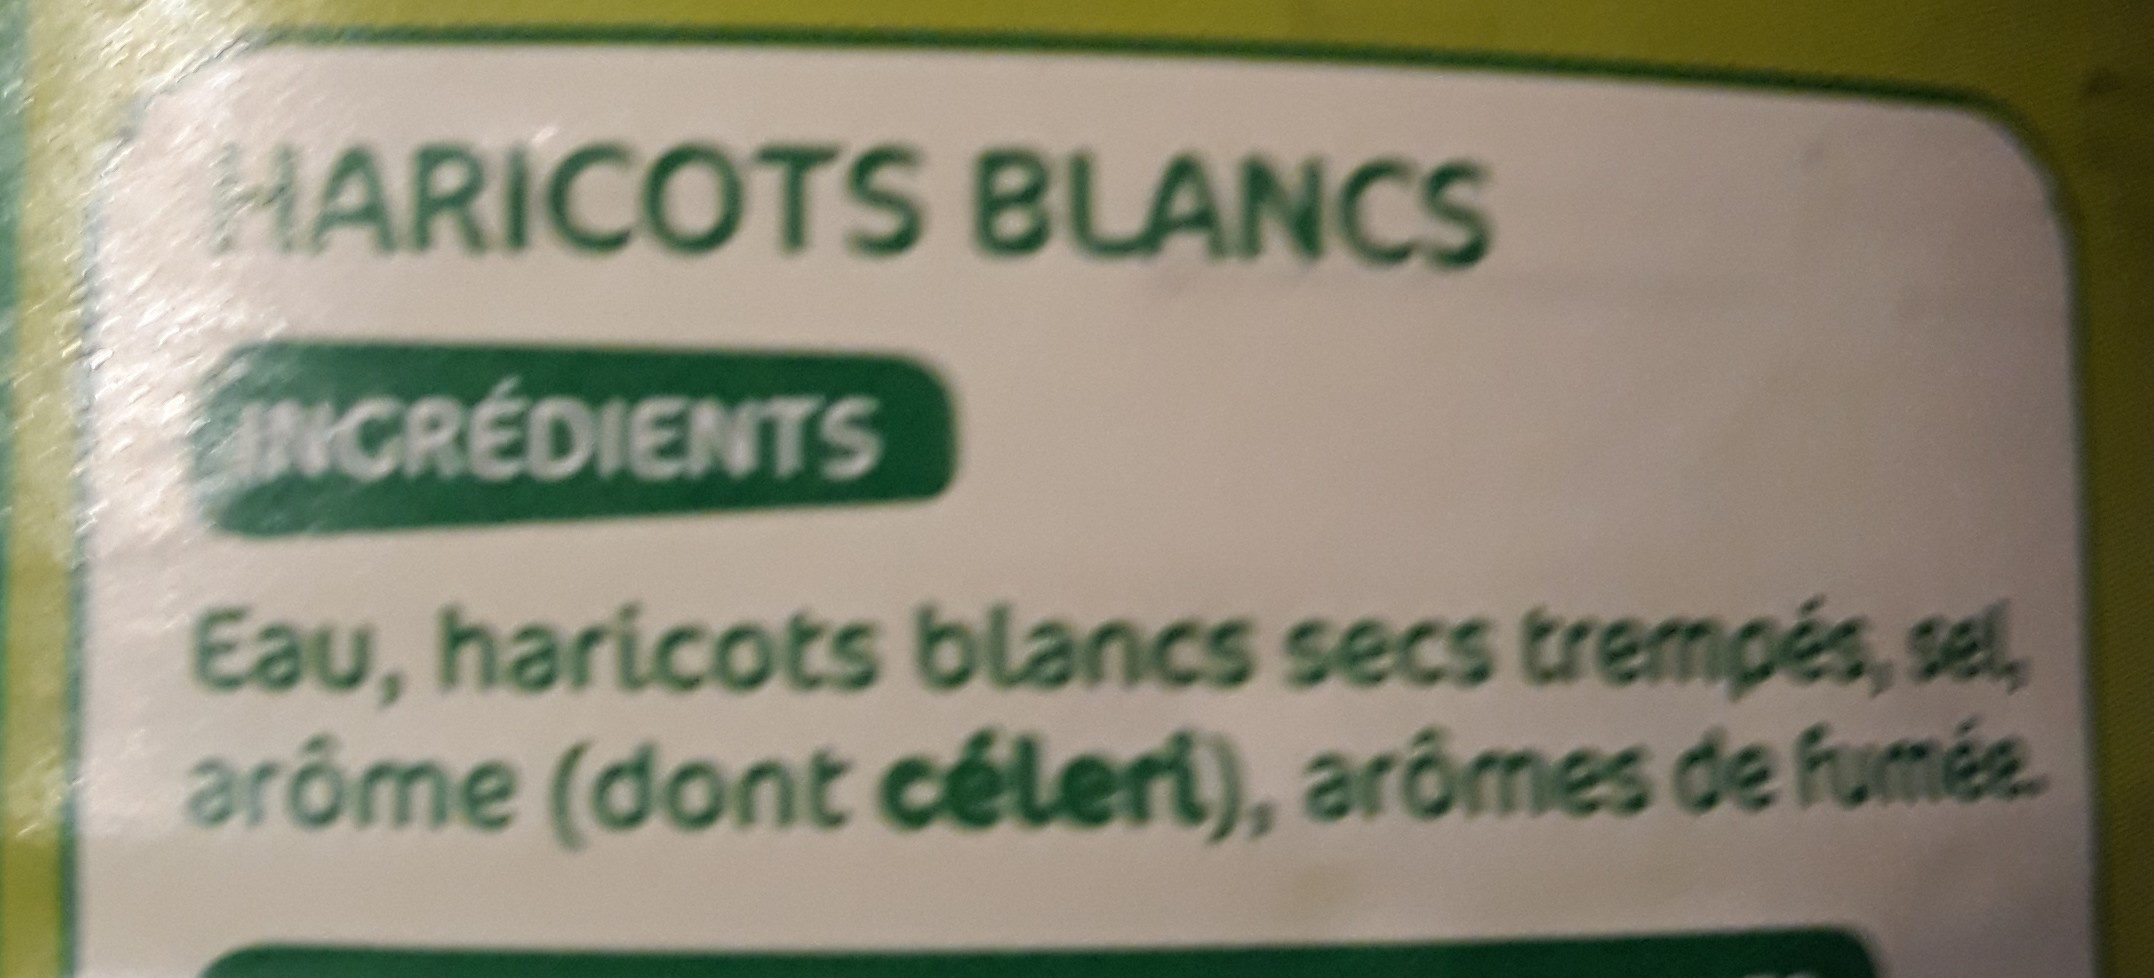 HARICOTS BLANCS
INGRÉDIENTS
Eau, haricots blancs secs trempés, sel,
arôme (dont céleri), arômes de fumée.